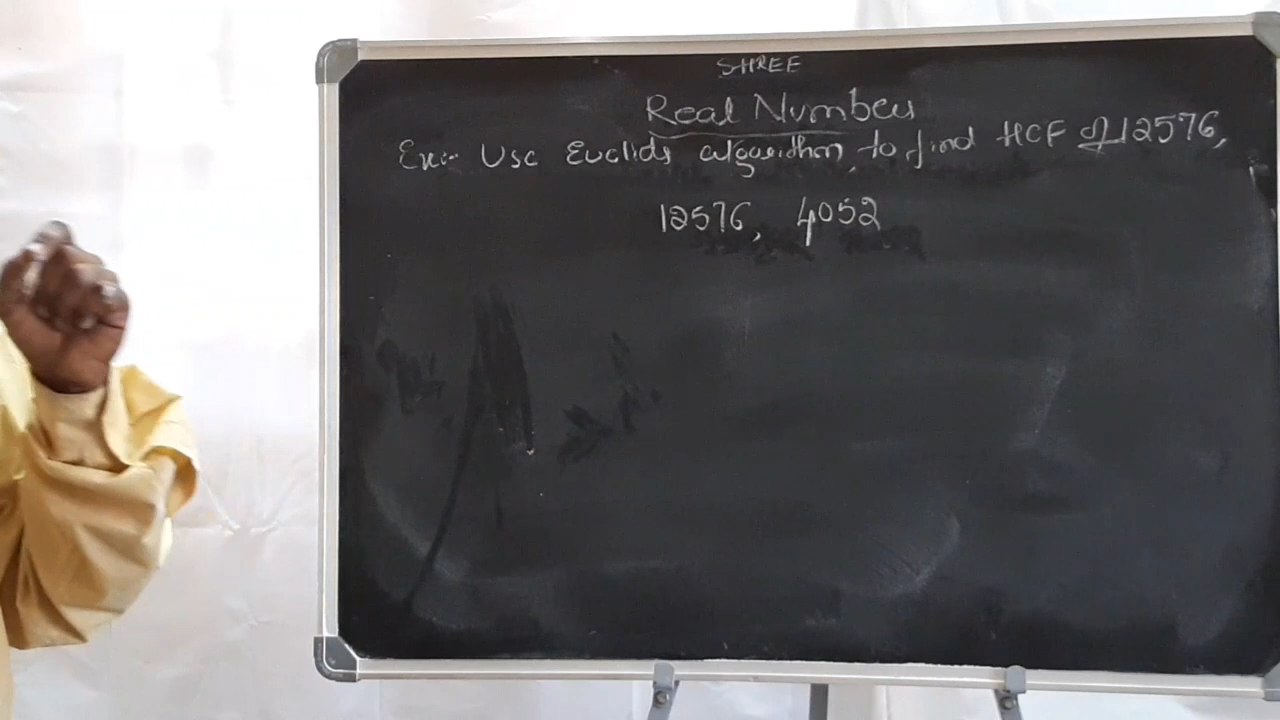 SHREE
Real Numbers
Ex:- Use Euclids algorithm, to find HCF of 12576,
12576, 4052